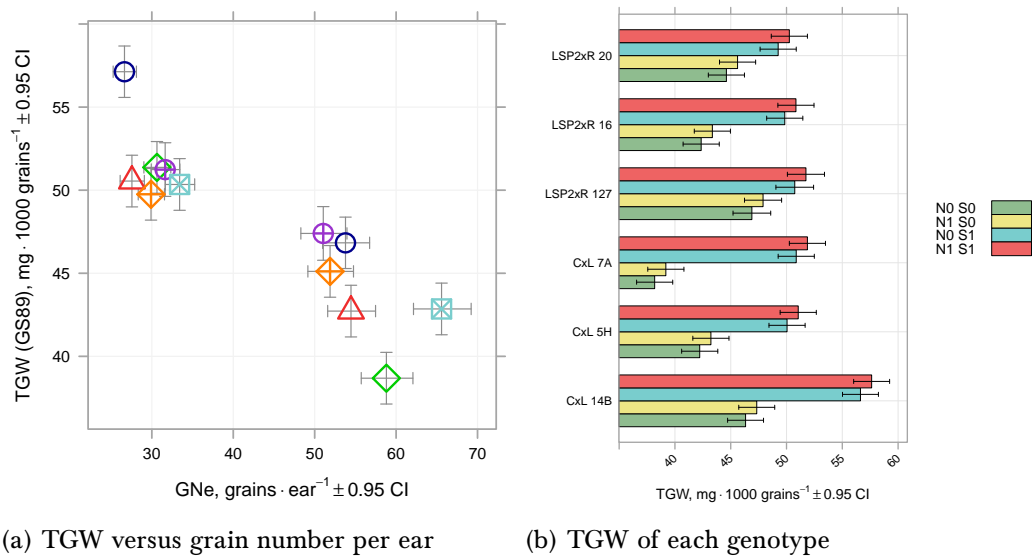 TGW (GS89), mg · 1000 grains⁻¹ ± 0.95 CI
55
50
45
40
30 40 50 60 70
GNe, grains · ear⁻¹ ± 0.95 CI
(a) TGW versus grain number per ear
LSP2xR 20
LSP2xR 16
LSP2xR 127
CxL 7A
CxL 5H
CxL 14B
40 45 50 55 60
TGW, mg · 1000 grains⁻¹ ± 0.95 CI
N0 S0
N1 S0
N0 S1
N1 S1
(b) TGW of each genotype